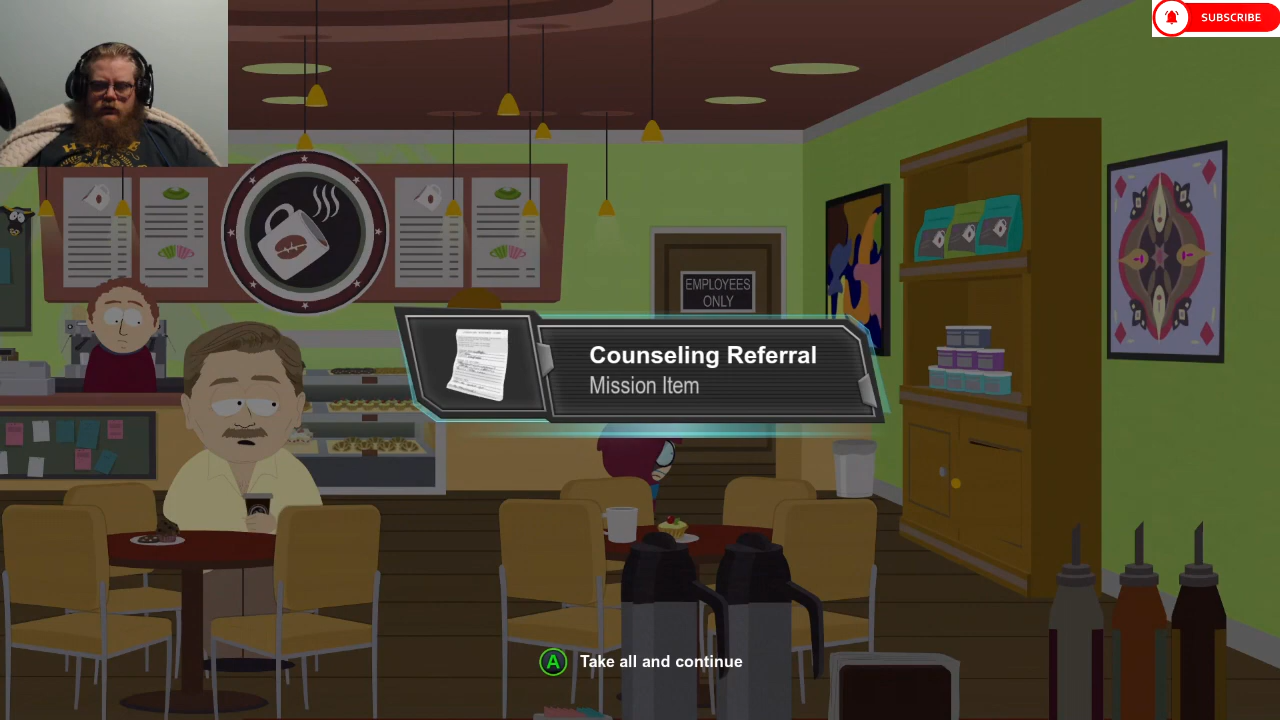 SUBSCRIBE
EMPLOYEES
ONLY
Counseling Referral
Mission Item
A Take all and continue